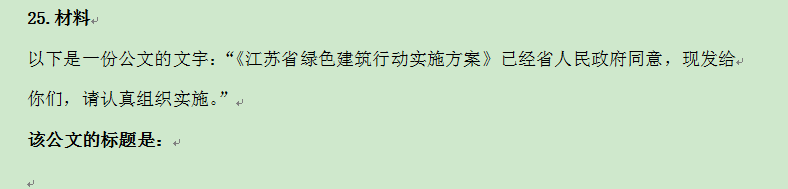 25.材料
以下是一份公文的文字：“《江苏省绿色建筑行动实施方案》已经省人民政府同意，现发给
你们，请认真组织实施。”
该公文的标题是：